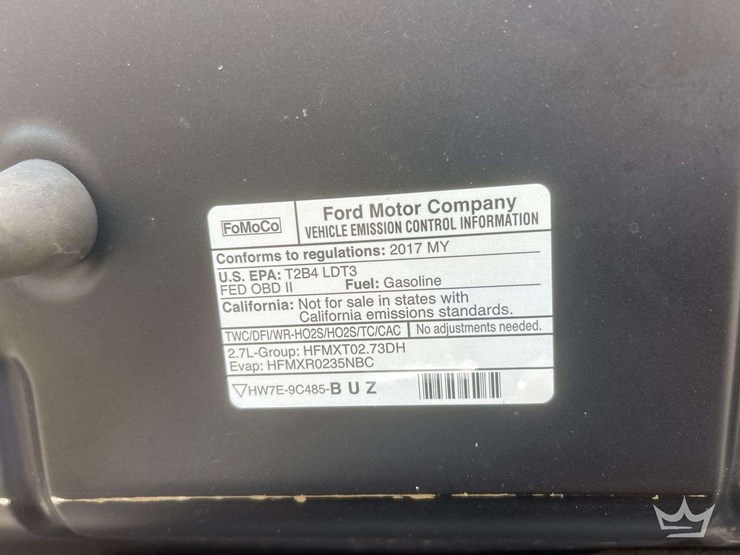 FoMoCo
Ford Motor Company
VEHICLE EMISSION CONTROL INFORMATION
Conforms to regulations: 2017 MY
U.S. EPA: T2B4 LDT3
FED OBD II Fuel: Gasoline
California: Not for sale in states with
California emissions standards.
TWC/DFI/WR-HO2S/HO2S/TC/CAC No adjustments needed.
2.7L-Group: HFMXT02.73DH
Evap: HFMXR0235NBC
HW7E-9C485-B U Z